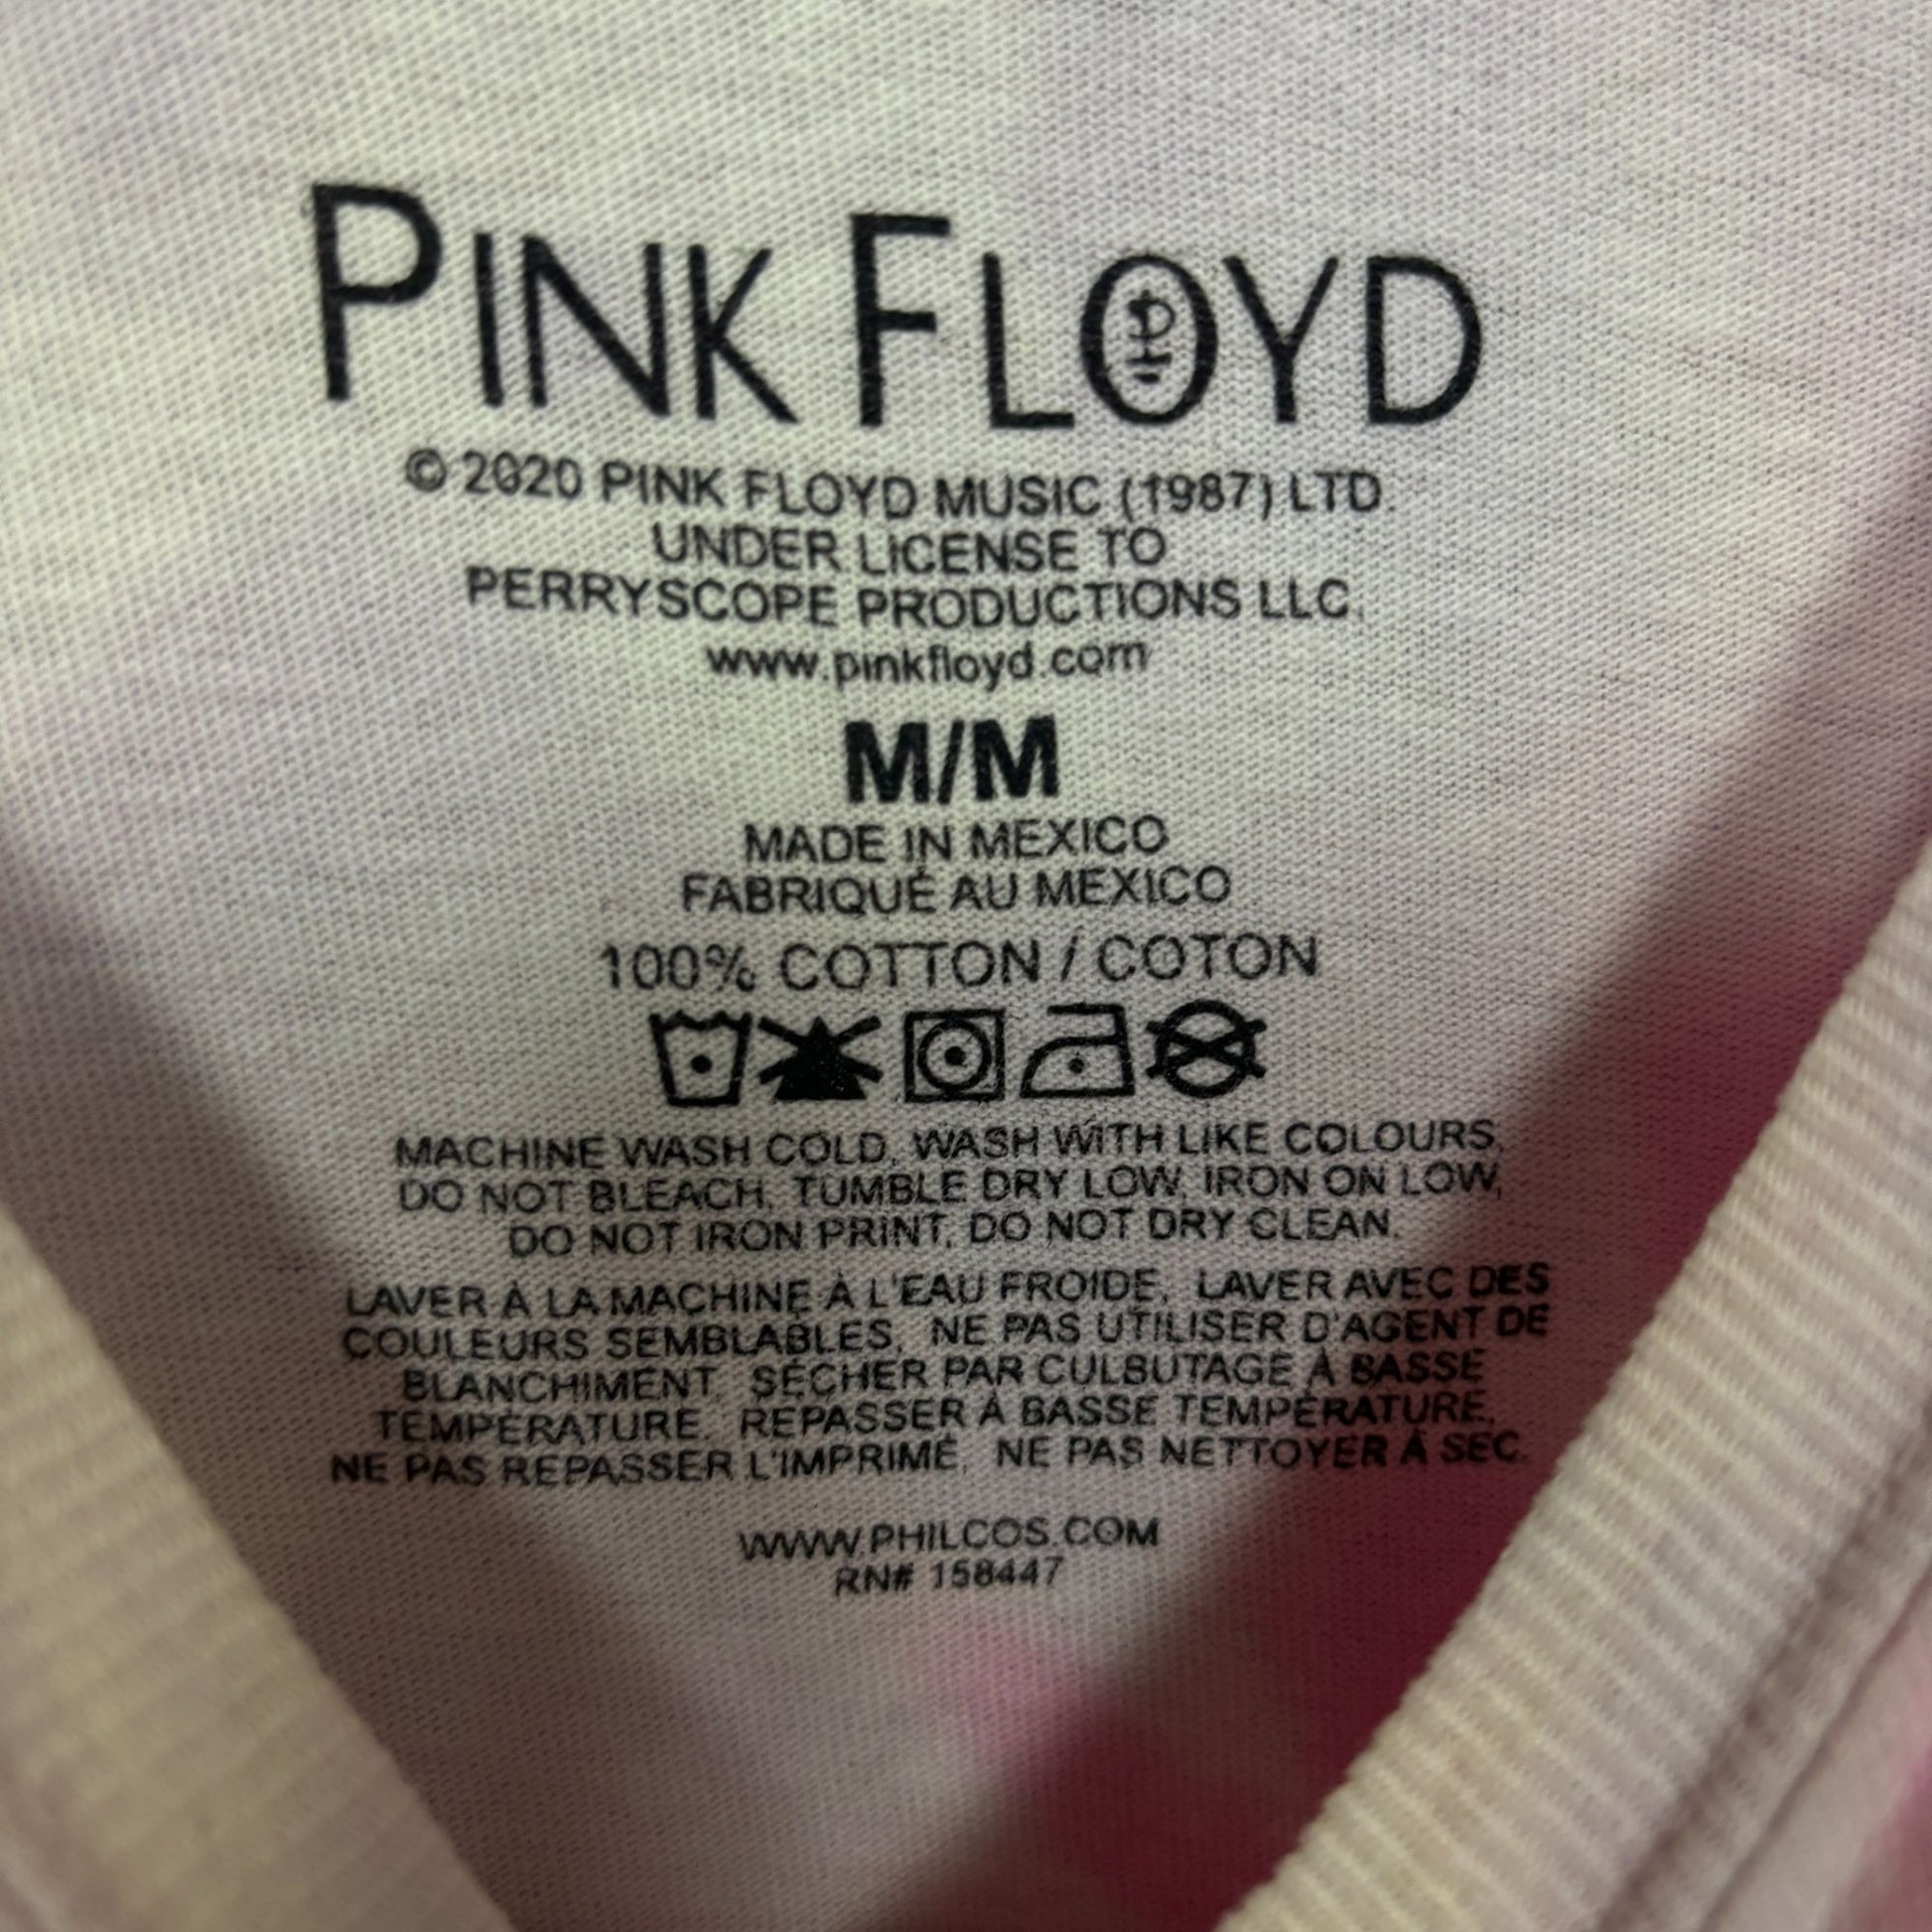 PINK FLOYD
© 2020 PINK FLOYD MUSIC (1987) LTD.
UNDER LICENSE TO
PERRYSCOPE PRODUCTIONS LLC.
www.pinkfloyd.com
M/M
MADE IN MEXICO
FABRIQUÉ AU MEXICO
100% COTTON / COTON
MACHINE WASH COLD, WASH WITH LIKE COLOURS,
DO NOT BLEACH, TUMBLE DRY LOW, IRON ON LOW,
DO NOT IRON PRINT, DO NOT DRY CLEAN.
LAVER À LA MACHINE À L'EAU FROIDE, LAVER AVEC DES
COULEURS SEMBLABLES, NE PAS UTILISER D'AGENT DE
BLANCHIMENT, SÉCHER PAR CULBUTAGE À BASSE
TEMPÉRATURE, REPASSER À BASSE TEMPÉRATURE,
NE PAS REPASSER L'IMPRIMÉ, NE PAS NETTOYER À SEC.
WWW.PHILCOS.COM
RN# 158447